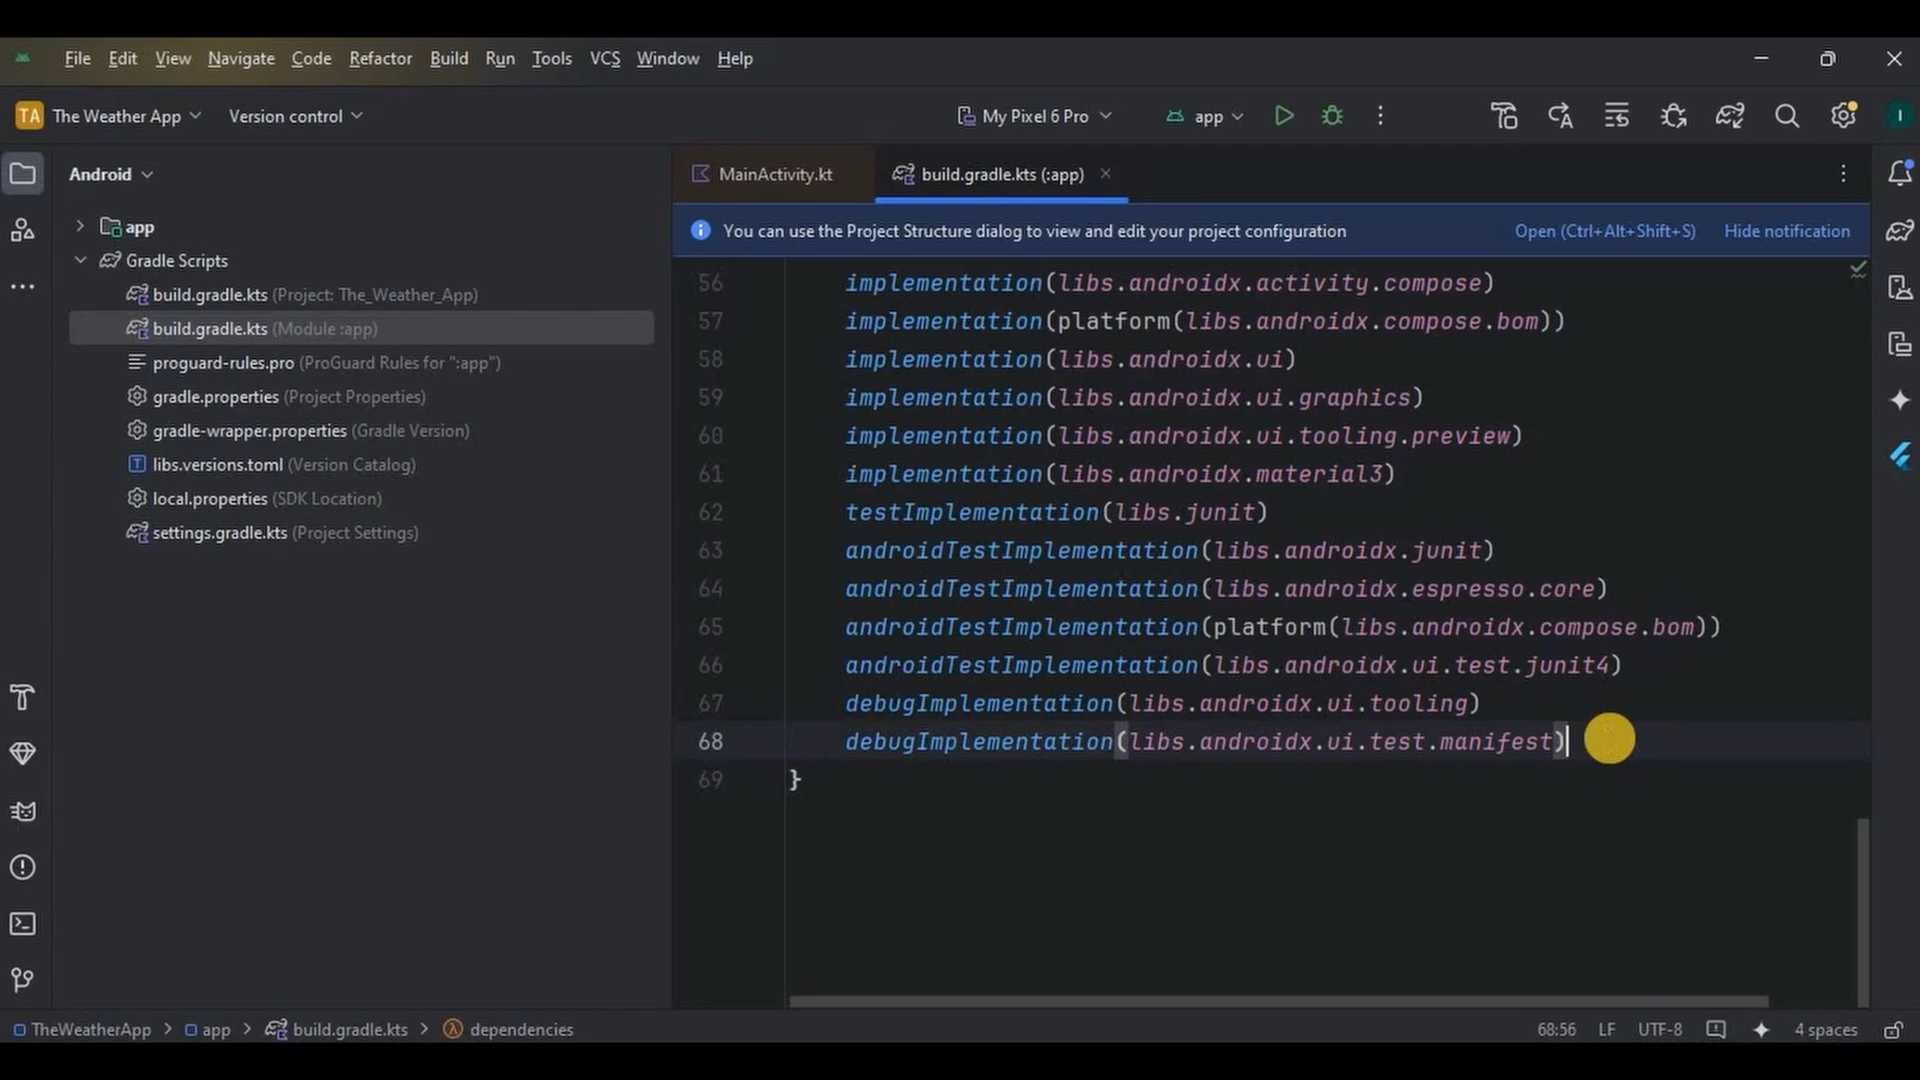 File Edit View Navigate Code Refactor Build Run Tools VCS Window Help
TA The Weather App Version control My Pixel 6 Pro app I
Android
app
Gradle Scripts
build.gradle.kts (Project: The_Weather_App)
build.gradle.kts (Module :app)
proguard-rules.pro (ProGuard Rules for ":app")
gradle.properties (Project Properties)
gradle-wrapper.properties (Gradle Version)
libs.versions.toml (Version Catalog)
local.properties (SDK Location)
settings.gradle.kts (Project Settings)
MainActivity.kt build.gradle.kts (:app)
You can use the Project Structure dialog to view and edit your project configuration Open (Ctrl+Alt+Shift+S) Hide notification
56 implementation(libs.androidx.activity.compose)
57 implementation(platform(libs.androidx.compose.bom))
58 implementation(libs.androidx.ui)
59 implementation(libs.androidx.ui.graphics)
60 implementation(libs.androidx.ui.tooling.preview)
61 implementation(libs.androidx.material3)
62 testImplementation(libs.junit)
63 androidTestImplementation(libs.androidx.junit)
64 androidTestImplementation(libs.androidx.espresso.core)
65 androidTestImplementation(platform(libs.androidx.compose.bom))
66 androidTestImplementation(libs.androidx.ui.test.junit4)
67 debugImplementation(libs.androidx.ui.tooling)
68 debugImplementation(libs.androidx.ui.test.manifest)
69 }
TheWeatherApp > app > build.gradle.kts > dependencies 68:56 LF UTF-8 4 spaces